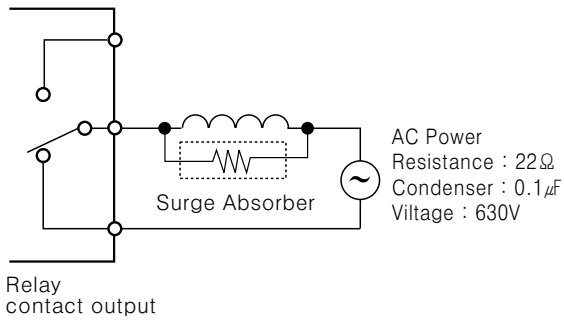 AC Power
Resistance : 22Ω
Condenser : 0.1㎌
Viltage : 630V
Surge Absorber
Relay
contact output